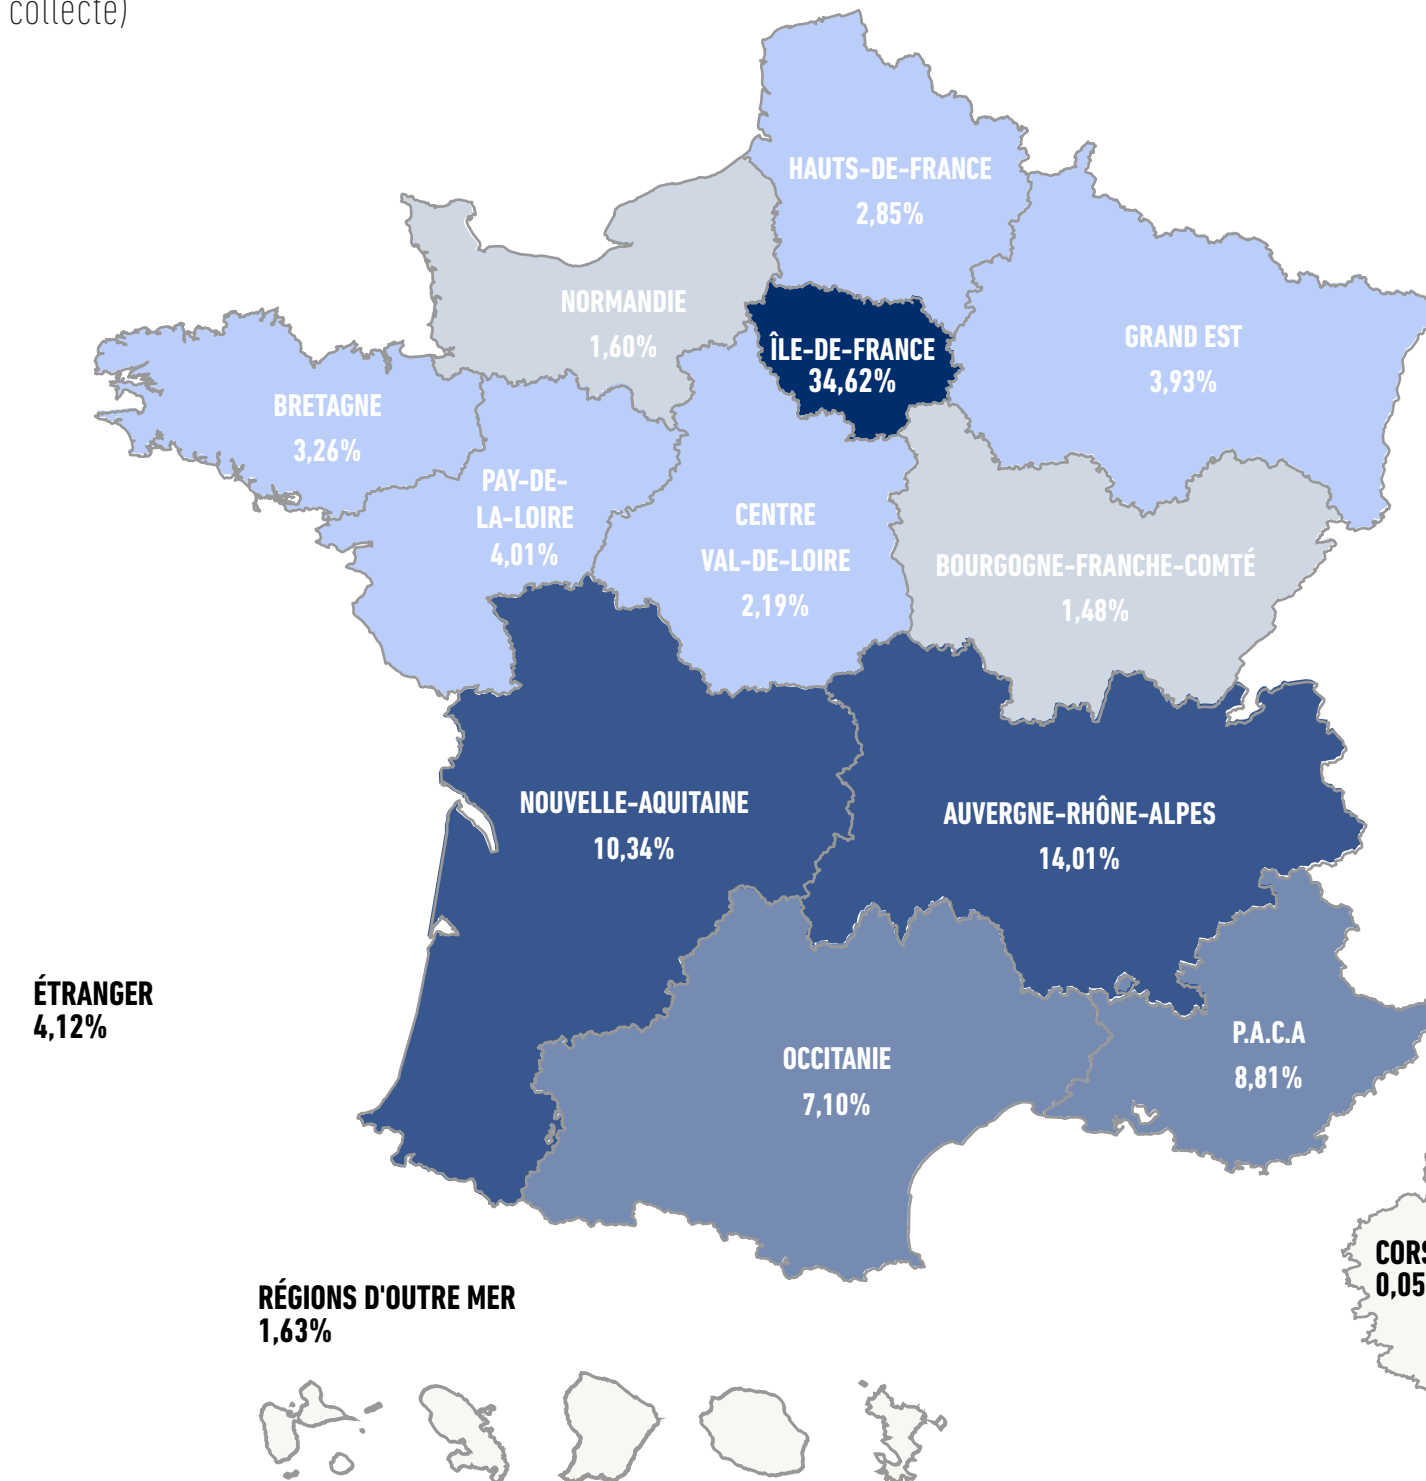 collecte)
HAUTS-DE-FRANCE
2,85%
NORMANDIE
1,60%
ÎLE-DE-FRANCE
34,62%
GRAND EST
3,93%
BRETAGNE
3,26%
PAY-DE-
LA-LOIRE
4,01%
CENTRE
VAL-DE-LOIRE
2,19%
BOURGOGNE-FRANCHE-COMTÉ
1,48%
NOUVELLE-AQUITAINE
10,34%
AUVERGNE-RHÔNE-ALPES
14,01%
ÉTRANGER
4,12%
OCCITANIE
7,10%
P.A.C.A
8,81%
CORS
0,05
RÉGIONS D'OUTRE MER
1,63%